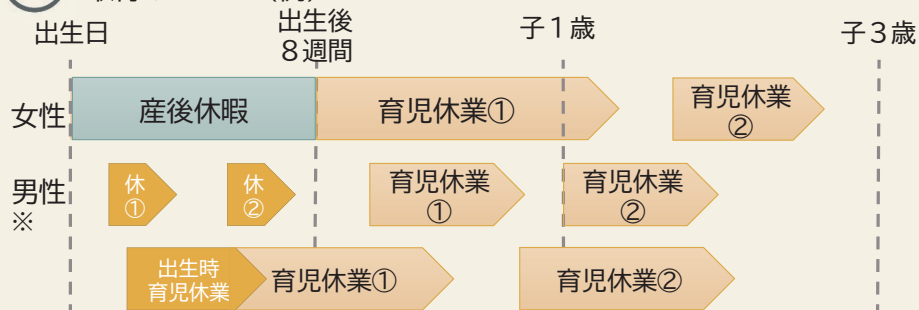 出生日
出生後
8週間
子1歳
子3歳
女性
産後休暇
育児休業①
育児休業
②
男性
※
休
①
休
②
育児休業
①
育児休業
②
出生時
育児休業
育児休業①
育児休業②